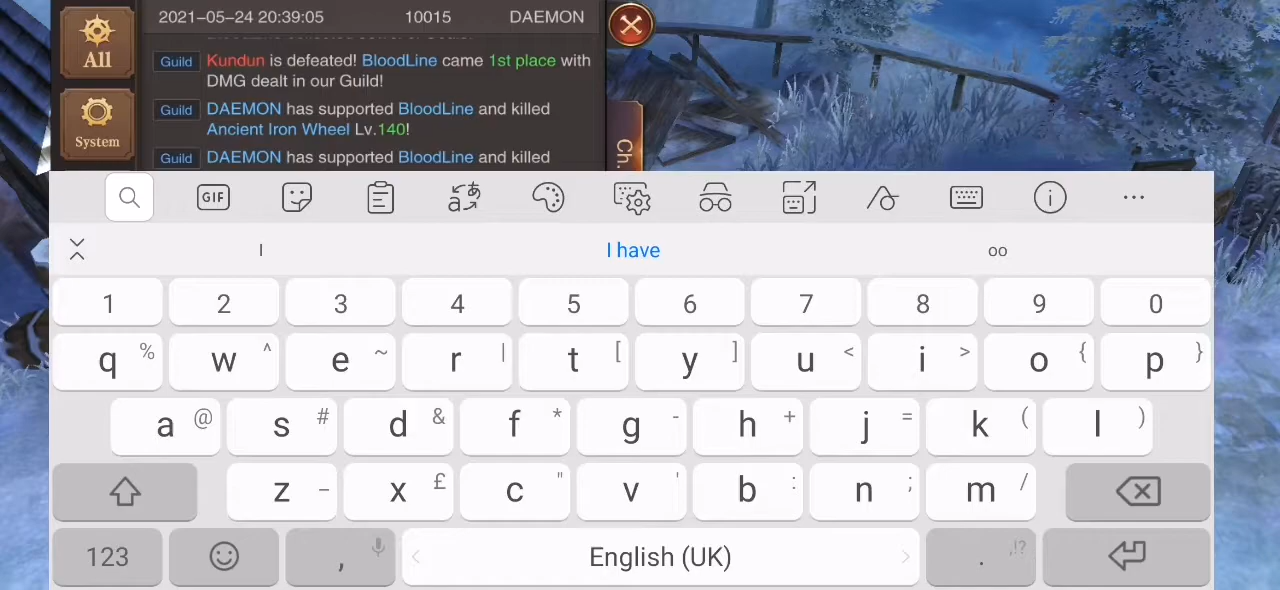 2021-05-24 20:39:05 10015 DAEMON
All
Guild Kundun is defeated! BloodLine came 1st place with
DMG dealt in our Guild!
Guild DAEMON has supported BloodLine and killed
Ancient Iron Wheel Lv.140!
System
Guild DAEMON has supported BloodLine and killed
Ch.
GIF
I I have oo
1 2 3 4 5 6 7 8 9 0
q % w ^ e ~ r | t [ y ] u < i > o { p }
a @ s # d & f * g - h + j = k ( l )
z _ x £ c " v ' b : n ; m /
123 , English (UK) . ,!?